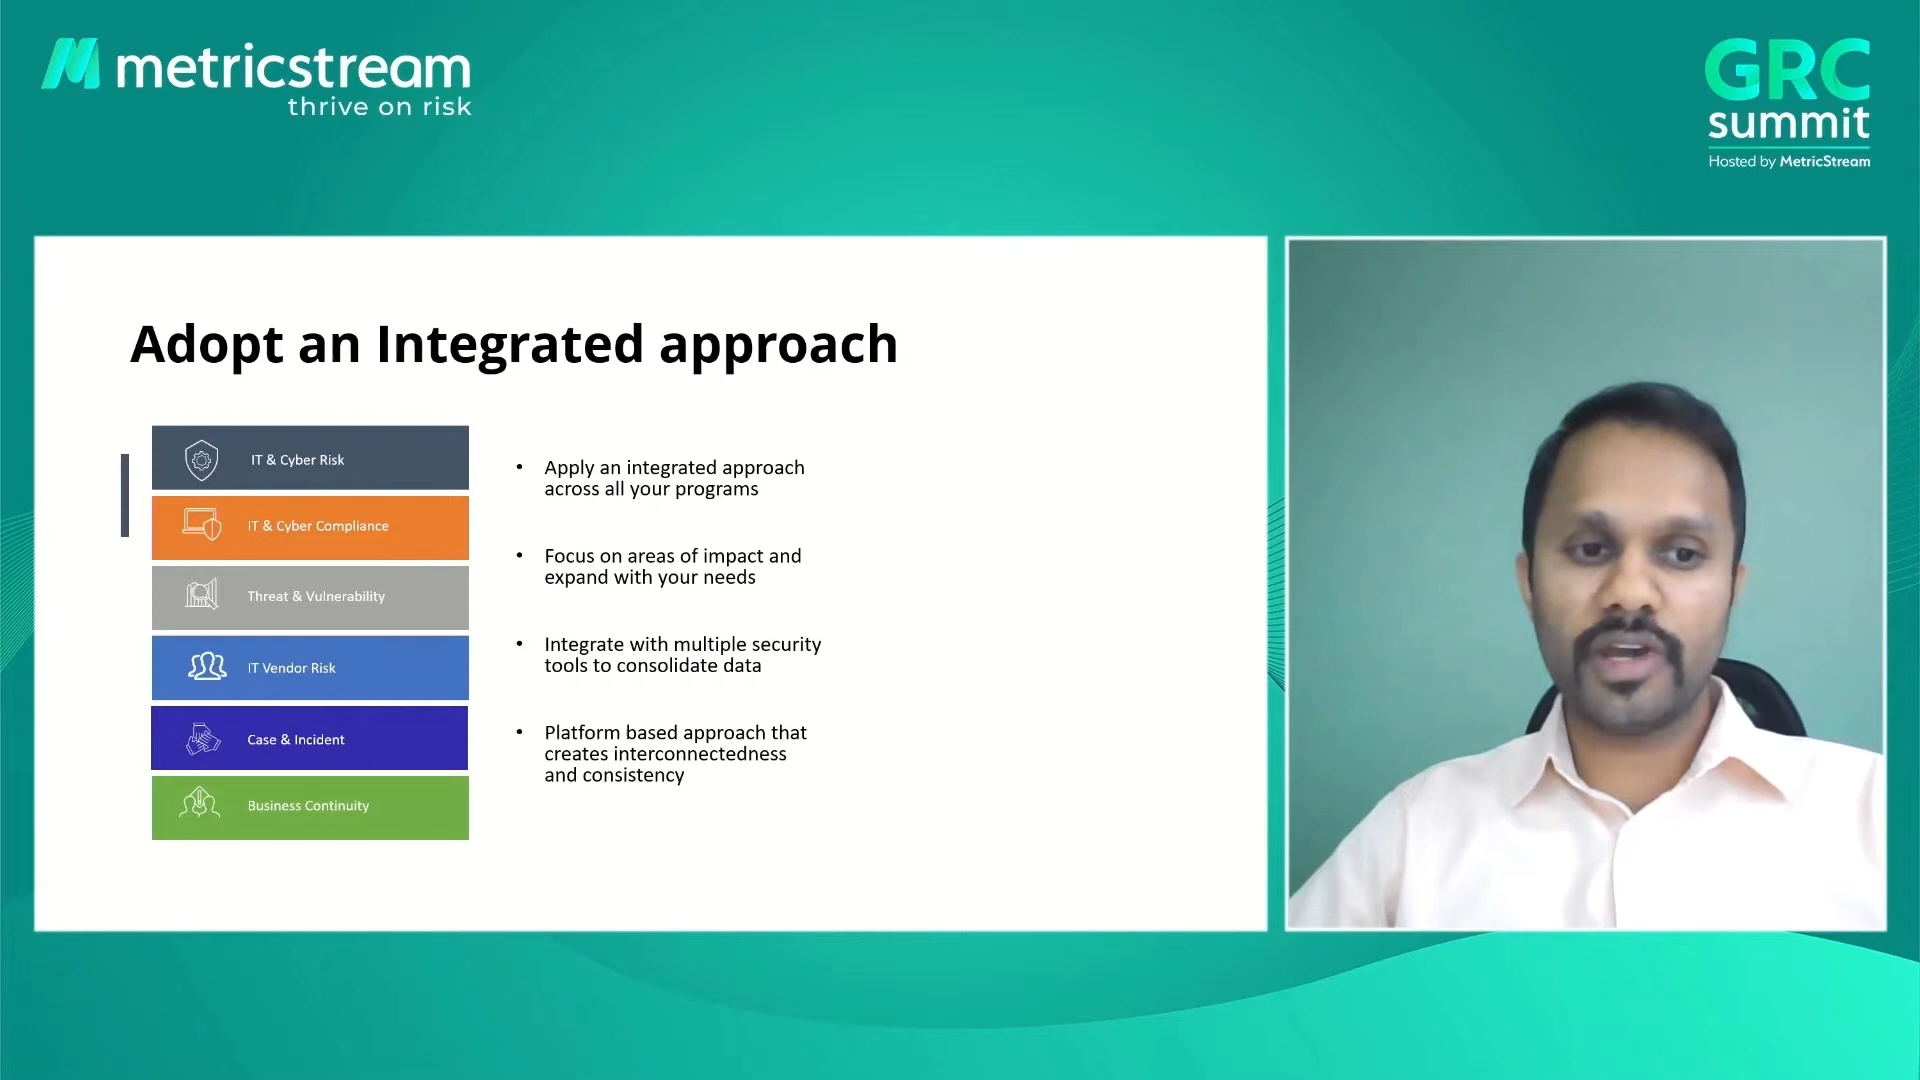 metricstream
thrive on risk
GRC
summit
Hosted by MetricStream
Adopt an Integrated approach
IT & Cyber Risk
IT & Cyber Compliance
Threat & Vulnerability
IT Vendor Risk
Case & Incident
Business Continuity
• Apply an integrated approach
across all your programs
• Focus on areas of impact and
expand with your needs
• Integrate with multiple security
tools to consolidate data
• Platform based approach that
creates interconnectedness
and consistency